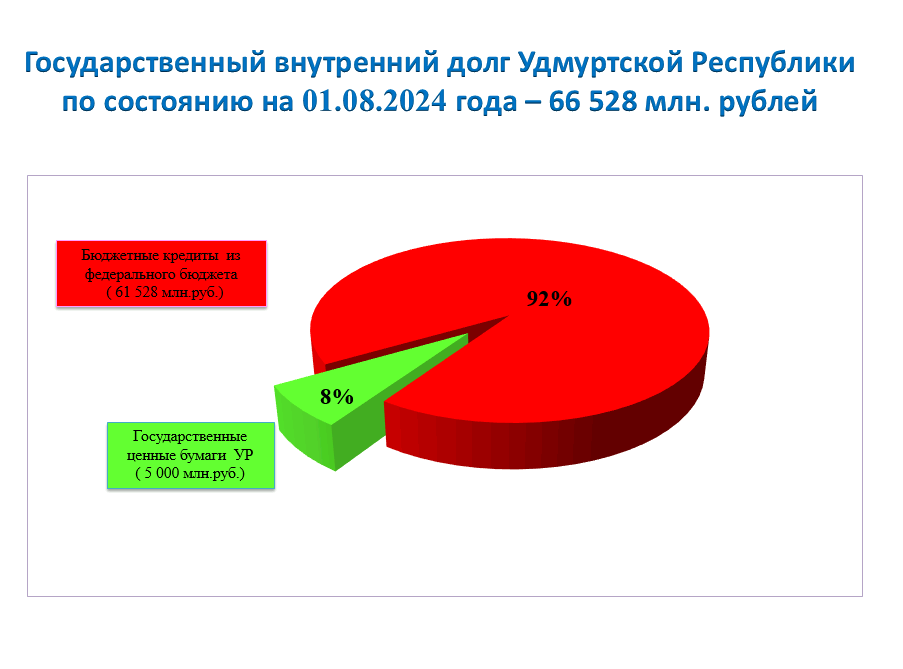 Государственный внутренний долг Удмуртской Республики
по состоянию на 01.08.2024 года – 66 528 млн. рублей
Бюджетные кредиты из
федерального бюджета
( 61 528 млн.руб.)
92%
8%
Государственные
ценные бумаги УР
( 5 000 млн.руб.)